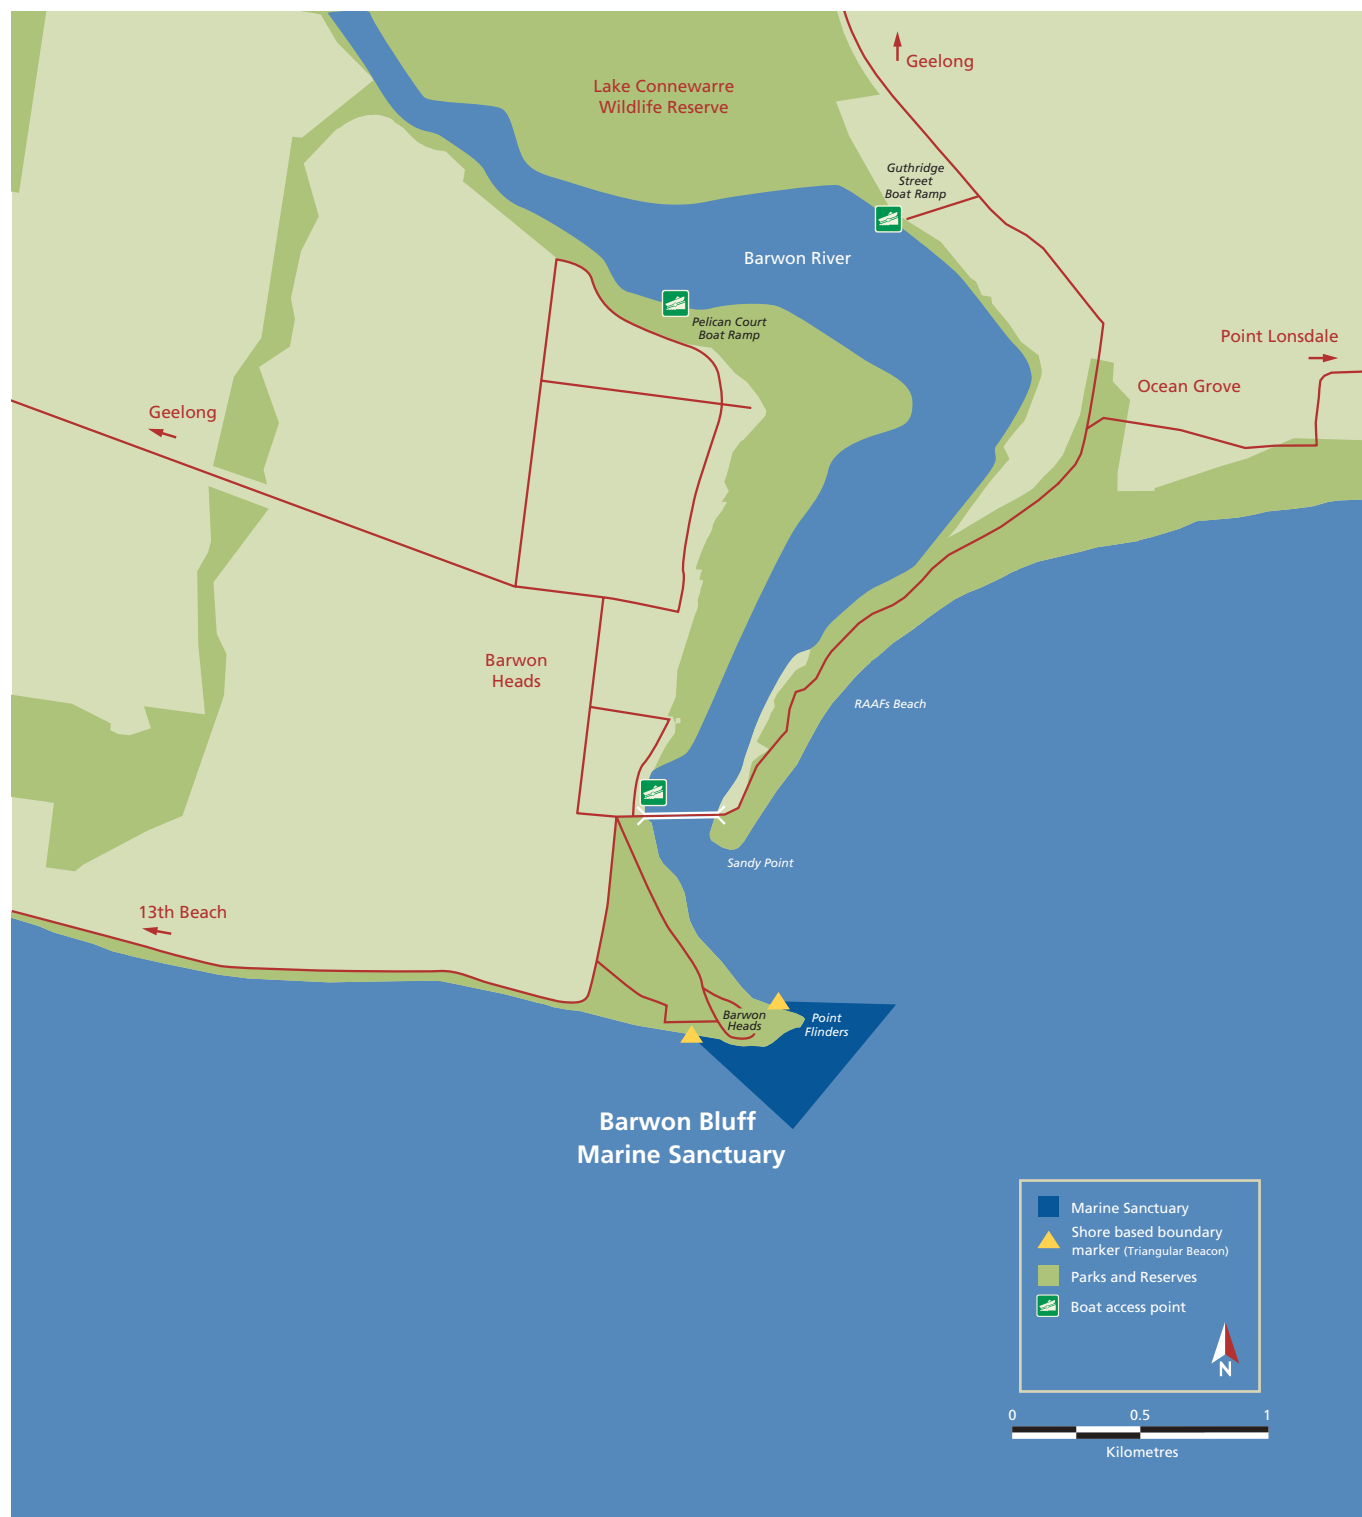 Geelong
Lake Connewarre
Wildlife Reserve
Guthridge
Street
Boat Ramp
Barwon River
Pelican Court
Boat Ramp
Point Lonsdale
Ocean Grove
Geelong
Barwon
Heads
RAAFs Beach
Sandy Point
13th Beach
Barwon
Heads
Point
Flinders
Barwon Bluff
Marine Sanctuary
Marine Sanctuary
Shore based boundary
marker (Triangular Beacon)
Parks and Reserves
Boat access point
N
0 0.5 1
Kilometres